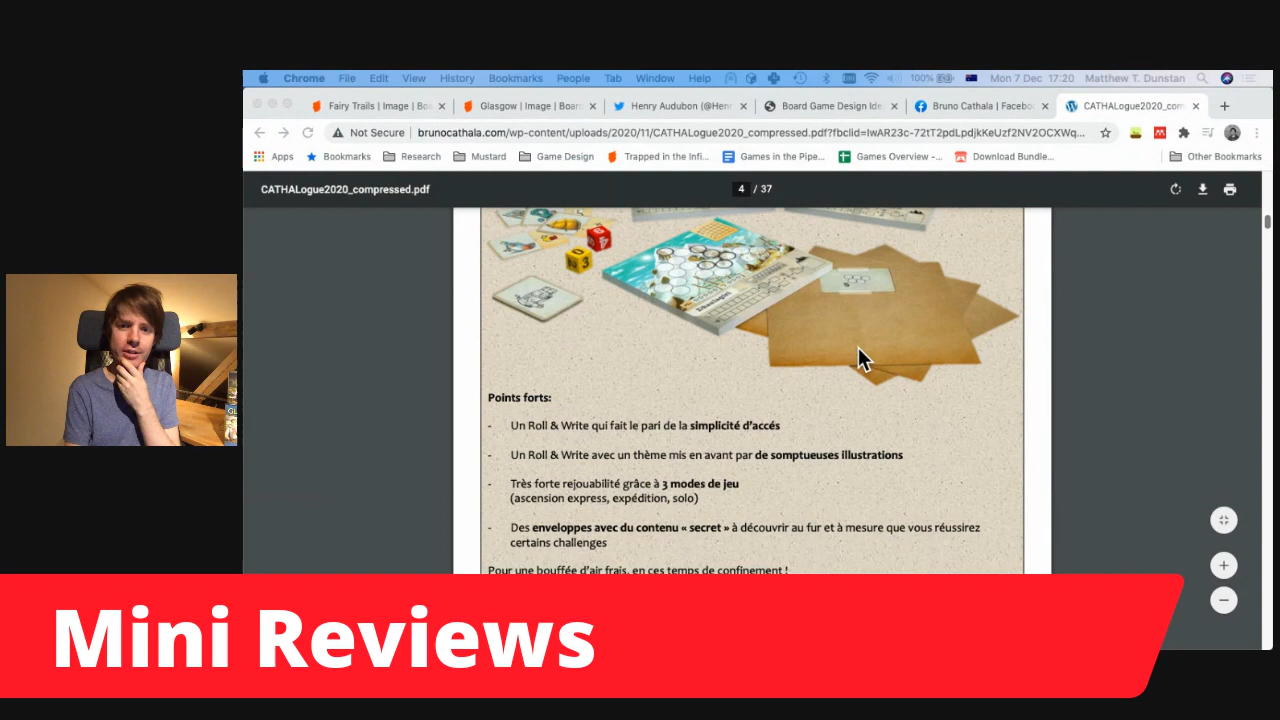 Chrome File Edit View History Bookmarks People Tab Window Help 100% Mon 7 Dec 17:20 Matthew T. Dunstan
Fairy Trails | Image | Bo
Glasgow | Image | Board
Henry Audubon (@Henr
Board Game Design Ide
Bruno Cathala | Faceboo
CATHALogue2020_com
Not Secure | brunocathala.com/wp-content/uploads/2020/11/CATHALogue2020_compressed.pdf?fbclid=IwAR23c-72tT2pdLpdjkKeUzf2NV2OCXWq...
Apps Bookmarks Research Mustard Game Design Trapped in the Infi... Games in the Pipe... Games Overview -... Download Bundle... Other Bookmarks
CATHALogue2020_compressed.pdf 4 / 37
Points forts:
- Un Roll & Write qui fait le pari de la simplicité d'accés
- Un Roll & Write avec un thème mis en avant par de somptueuses illustrations
- Très forte rejouabilité grâce à 3 modes de jeu
(ascension express, expédition, solo)
- Des enveloppes avec du contenu « secret » à découvrir au fur et à mesure que vous réussirez
certains challenges
Pour une bouffée d'air frais, en ces temps de confinement !
Mini Reviews